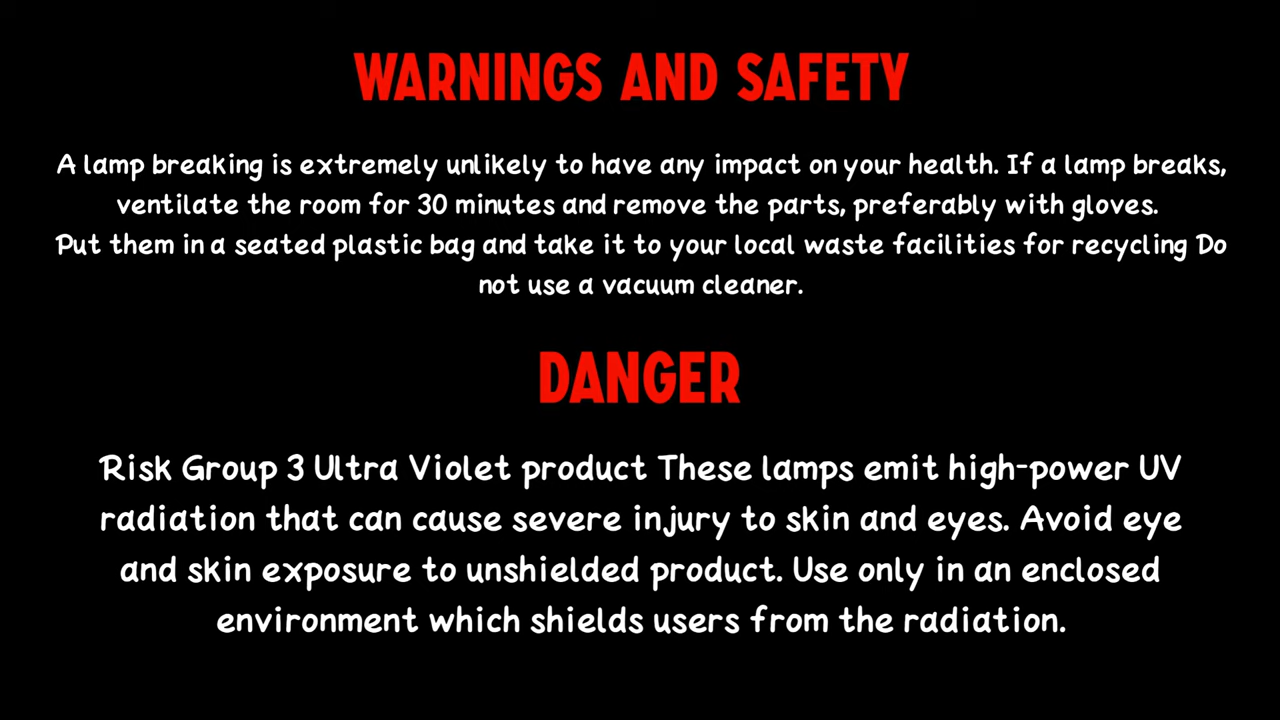 WARNINGS AND SAFETY
A lamp breaking is extremely unlikely to have any impact on your health. If a lamp breaks,
ventilate the room for 30 minutes and remove the parts, preferably with gloves.
Put them in a seated plastic bag and take it to your local waste facilities for recycling Do
not use a vacuum cleaner.
DANGER
Risk Group 3 Ultra Violet product These lamps emit high-power UV
radiation that can cause severe injury to skin and eyes. Avoid eye
and skin exposure to unshielded product. Use only in an enclosed
environment which shields users from the radiation.